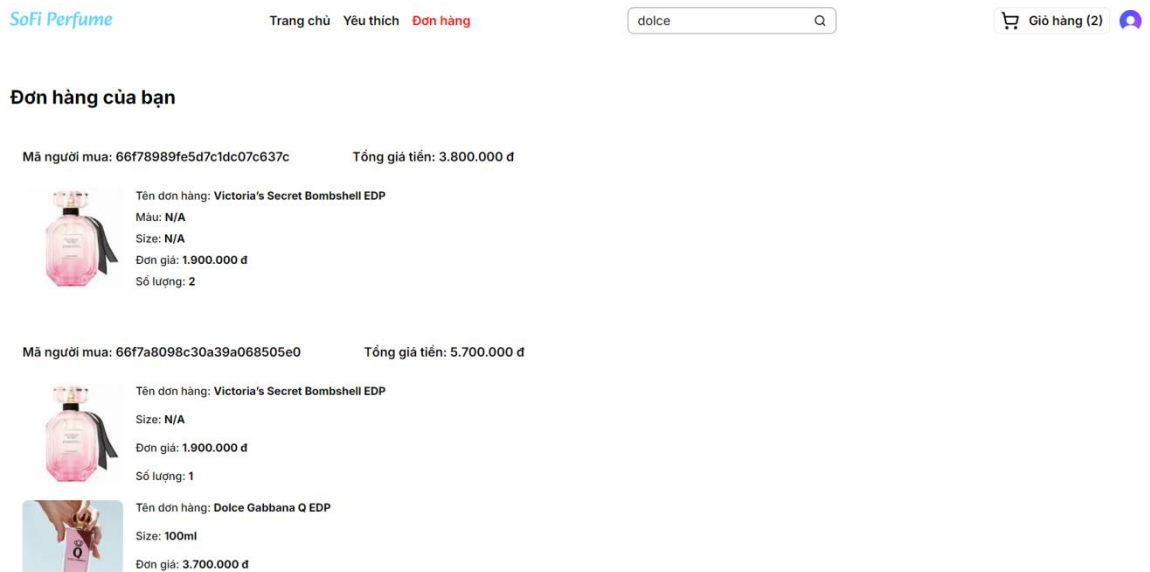 SoFi Perfume
Trang chủ Yêu thích Đơn hàng
dolce
Giỏ hàng (2)
Đơn hàng của bạn
Mã người mua: 66f78989fe5d7c1dc07c637c Tổng giá tiền: 3.800.000 đ
Tên dơn hàng: Victoria's Secret Bombshell EDP
Màu: N/A
Size: N/A
Đơn giá: 1.900.000 đ
Số lượng: 2
Mã người mua: 66f7a8098c30a39a068505e0 Tổng giá tiền: 5.700.000 đ
Tên dơn hàng: Victoria's Secret Bombshell EDP
Size: N/A
Đơn giá: 1.900.000 đ
Số lượng: 1
Tên dơn hàng: Dolce Gabbana Q EDP
Size: 100ml
Đơn giá: 3.700.000 đ
Q